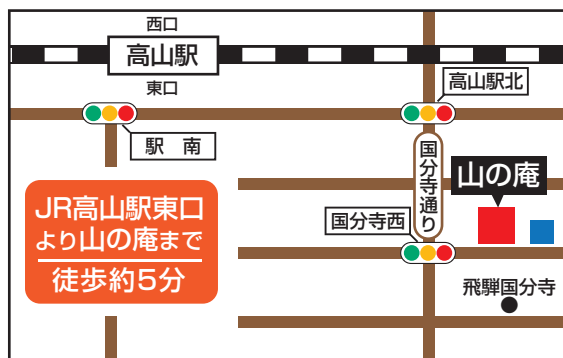 西口
高山駅
東口
高山駅北
駅 南
国分寺通り
山の庵
JR高山駅東口
より山の庵まで
徒歩約5分
国分寺西
飛騨国分寺